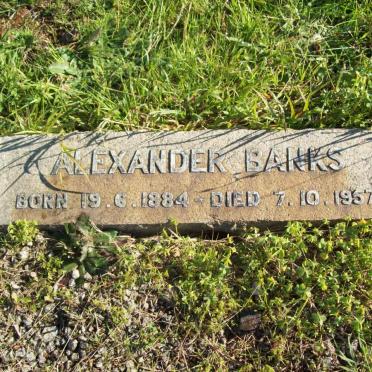 ALEXANDER BANKS
BORN 19.6.1884 - DIED 7.10.1957